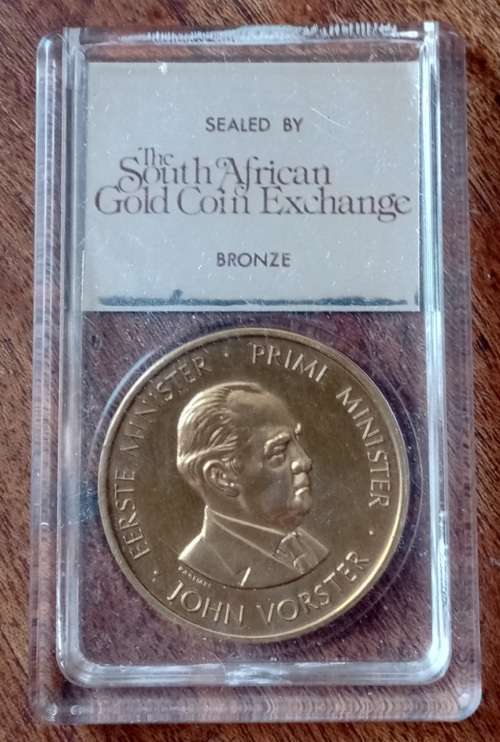 SEALED BY
The
South African
Gold Coin Exchange
BRONZE
EERSTE MINISTER · PRIME MINISTER ·
JOHN VORSTER ·